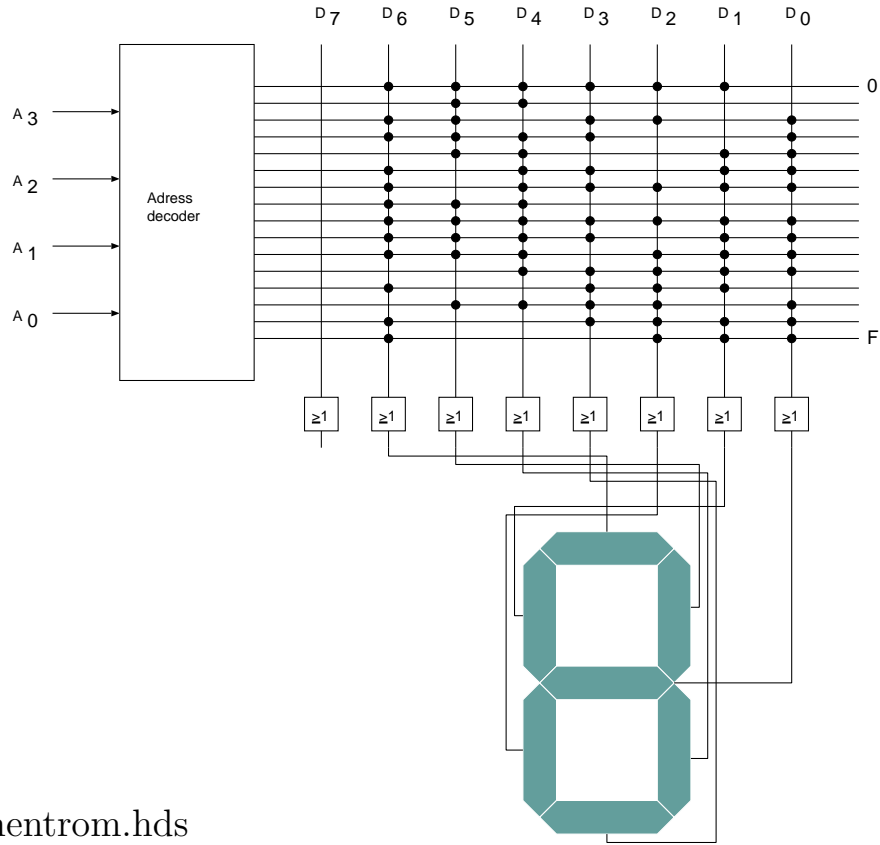 D7 D6 D5 D4 D3 D2 D1 D0
0
A3
A2
Adress
decoder
A1
A0
F
≥1 ≥1 ≥1 ≥1 ≥1 ≥1 ≥1 ≥1
nentrom.hds